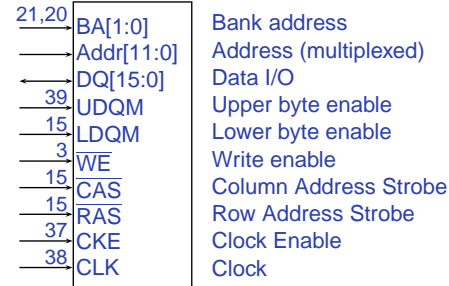 21,20 BA[1:0] Bank address
Addr[11:0] Address (multiplexed)
DQ[15:0] Data I/O
39 UDQM Upper byte enable
15 LDQM Lower byte enable
3 WE Write enable
15 CAS Column Address Strobe
15 RAS Row Address Strobe
37 CKE Clock Enable
38 CLK Clock